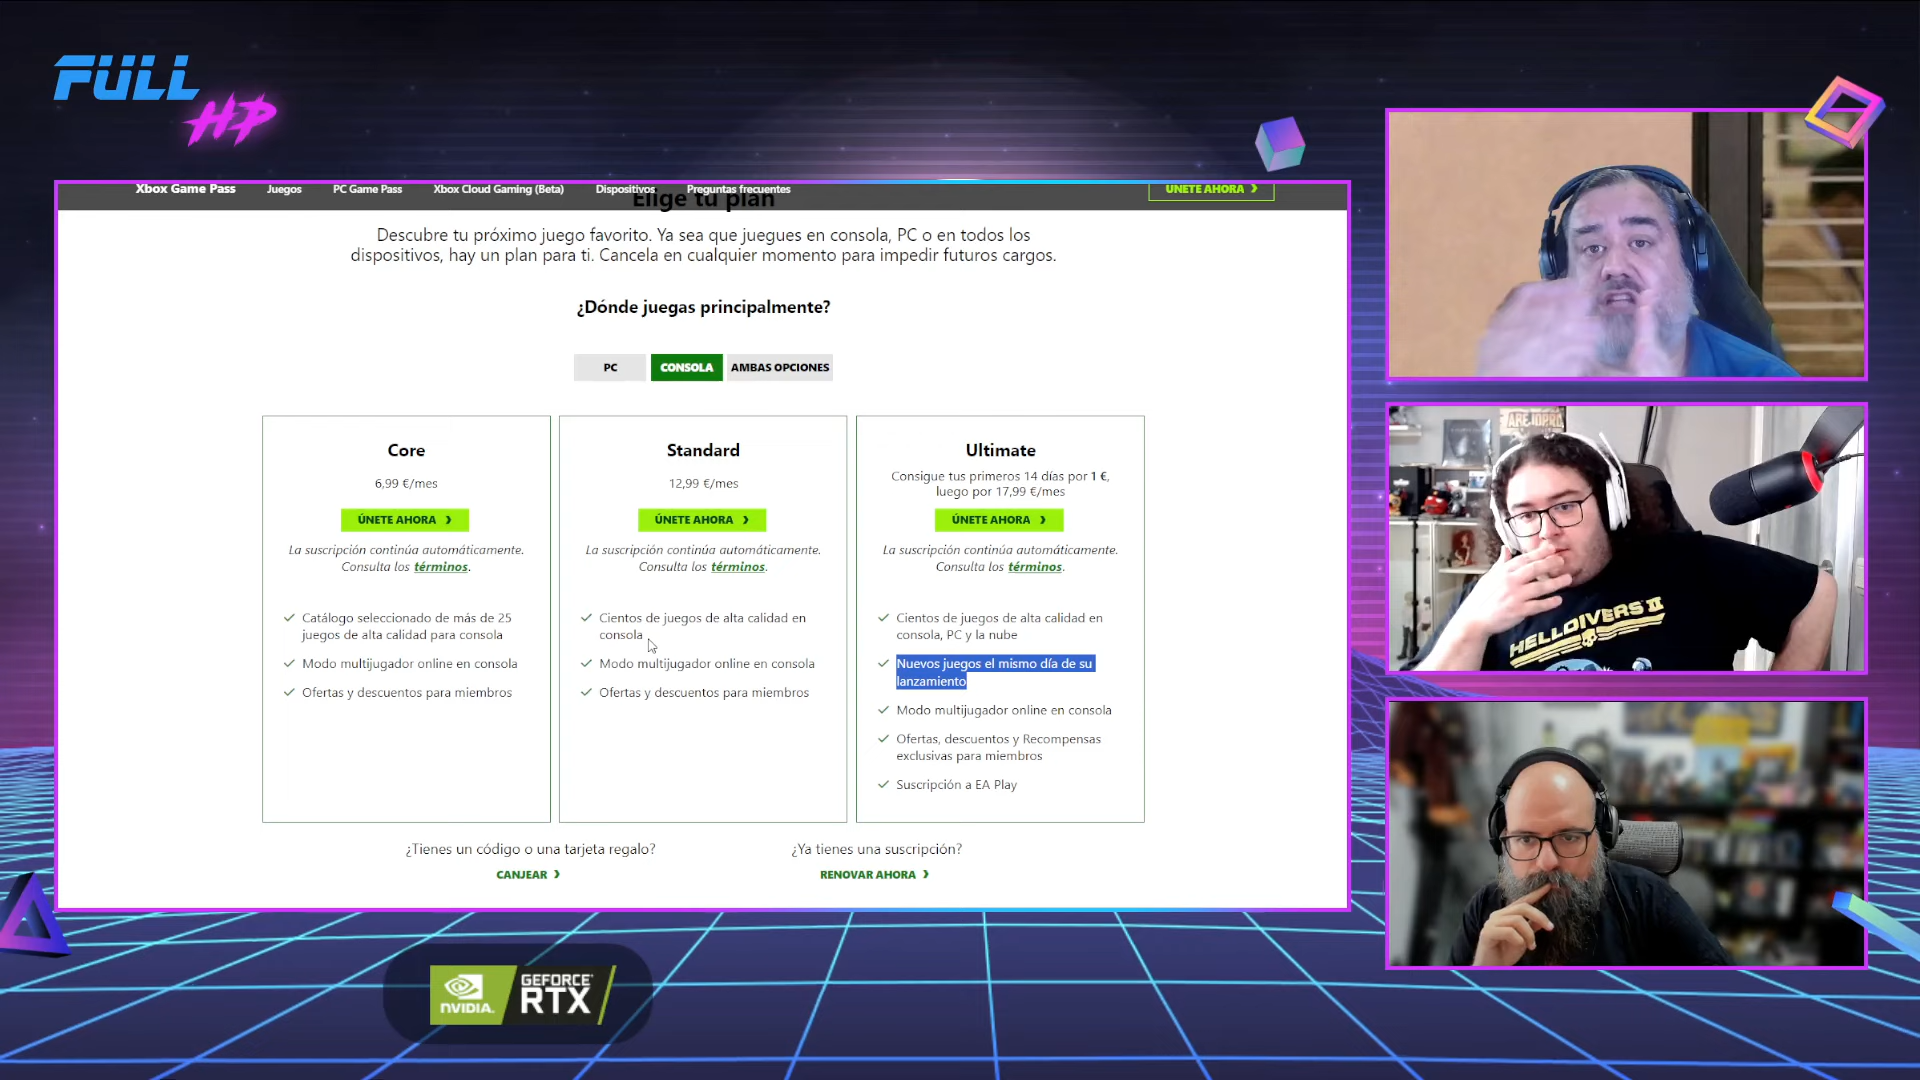 FULL
HP
Xbox Game Pass
Juegos
PC Game Pass
Xbox Cloud Gaming (Beta)
Dispositivos
Preguntas frecuentes
ÚNETE AHORA
Elige tu plan
Descubre tu próximo juego favorito. Ya sea que juegues en consola, PC o en todos los
dispositivos, hay un plan para ti. Cancela en cualquier momento para impedir futuros cargos.
¿Dónde juegas principalmente?
PC
CONSOLA
AMBAS OPCIONES
Core
6,99 €/mes
ÚNETE AHORA
La suscripción continúa automáticamente.
Consulta los términos.
Catálogo seleccionado de más de 25
juegos de alta calidad para consola
Modo multijugador online en consola
Ofertas y descuentos para miembros
Standard
12,99 €/mes
ÚNETE AHORA
La suscripción continúa automáticamente.
Consulta los términos.
Cientos de juegos de alta calidad en
consola
Modo multijugador online en consola
Ofertas y descuentos para miembros
Ultimate
Consigue tus primeros 14 días por 1 €,
luego por 17,99 €/mes
ÚNETE AHORA
La suscripción continúa automáticamente.
Consulta los términos.
Cientos de juegos de alta calidad en
consola, PC y la nube
Nuevos juegos el mismo día de su
lanzamiento
Modo multijugador online en consola
Ofertas, descuentos y Recompensas
exclusivas para miembros
Suscripción a EA Play
¿Tienes un código o una tarjeta regalo?
CANJEAR
¿Ya tienes una suscripción?
RENOVAR AHORA
HELLDIVERS II
NVIDIA.
GEFORCE
RTX